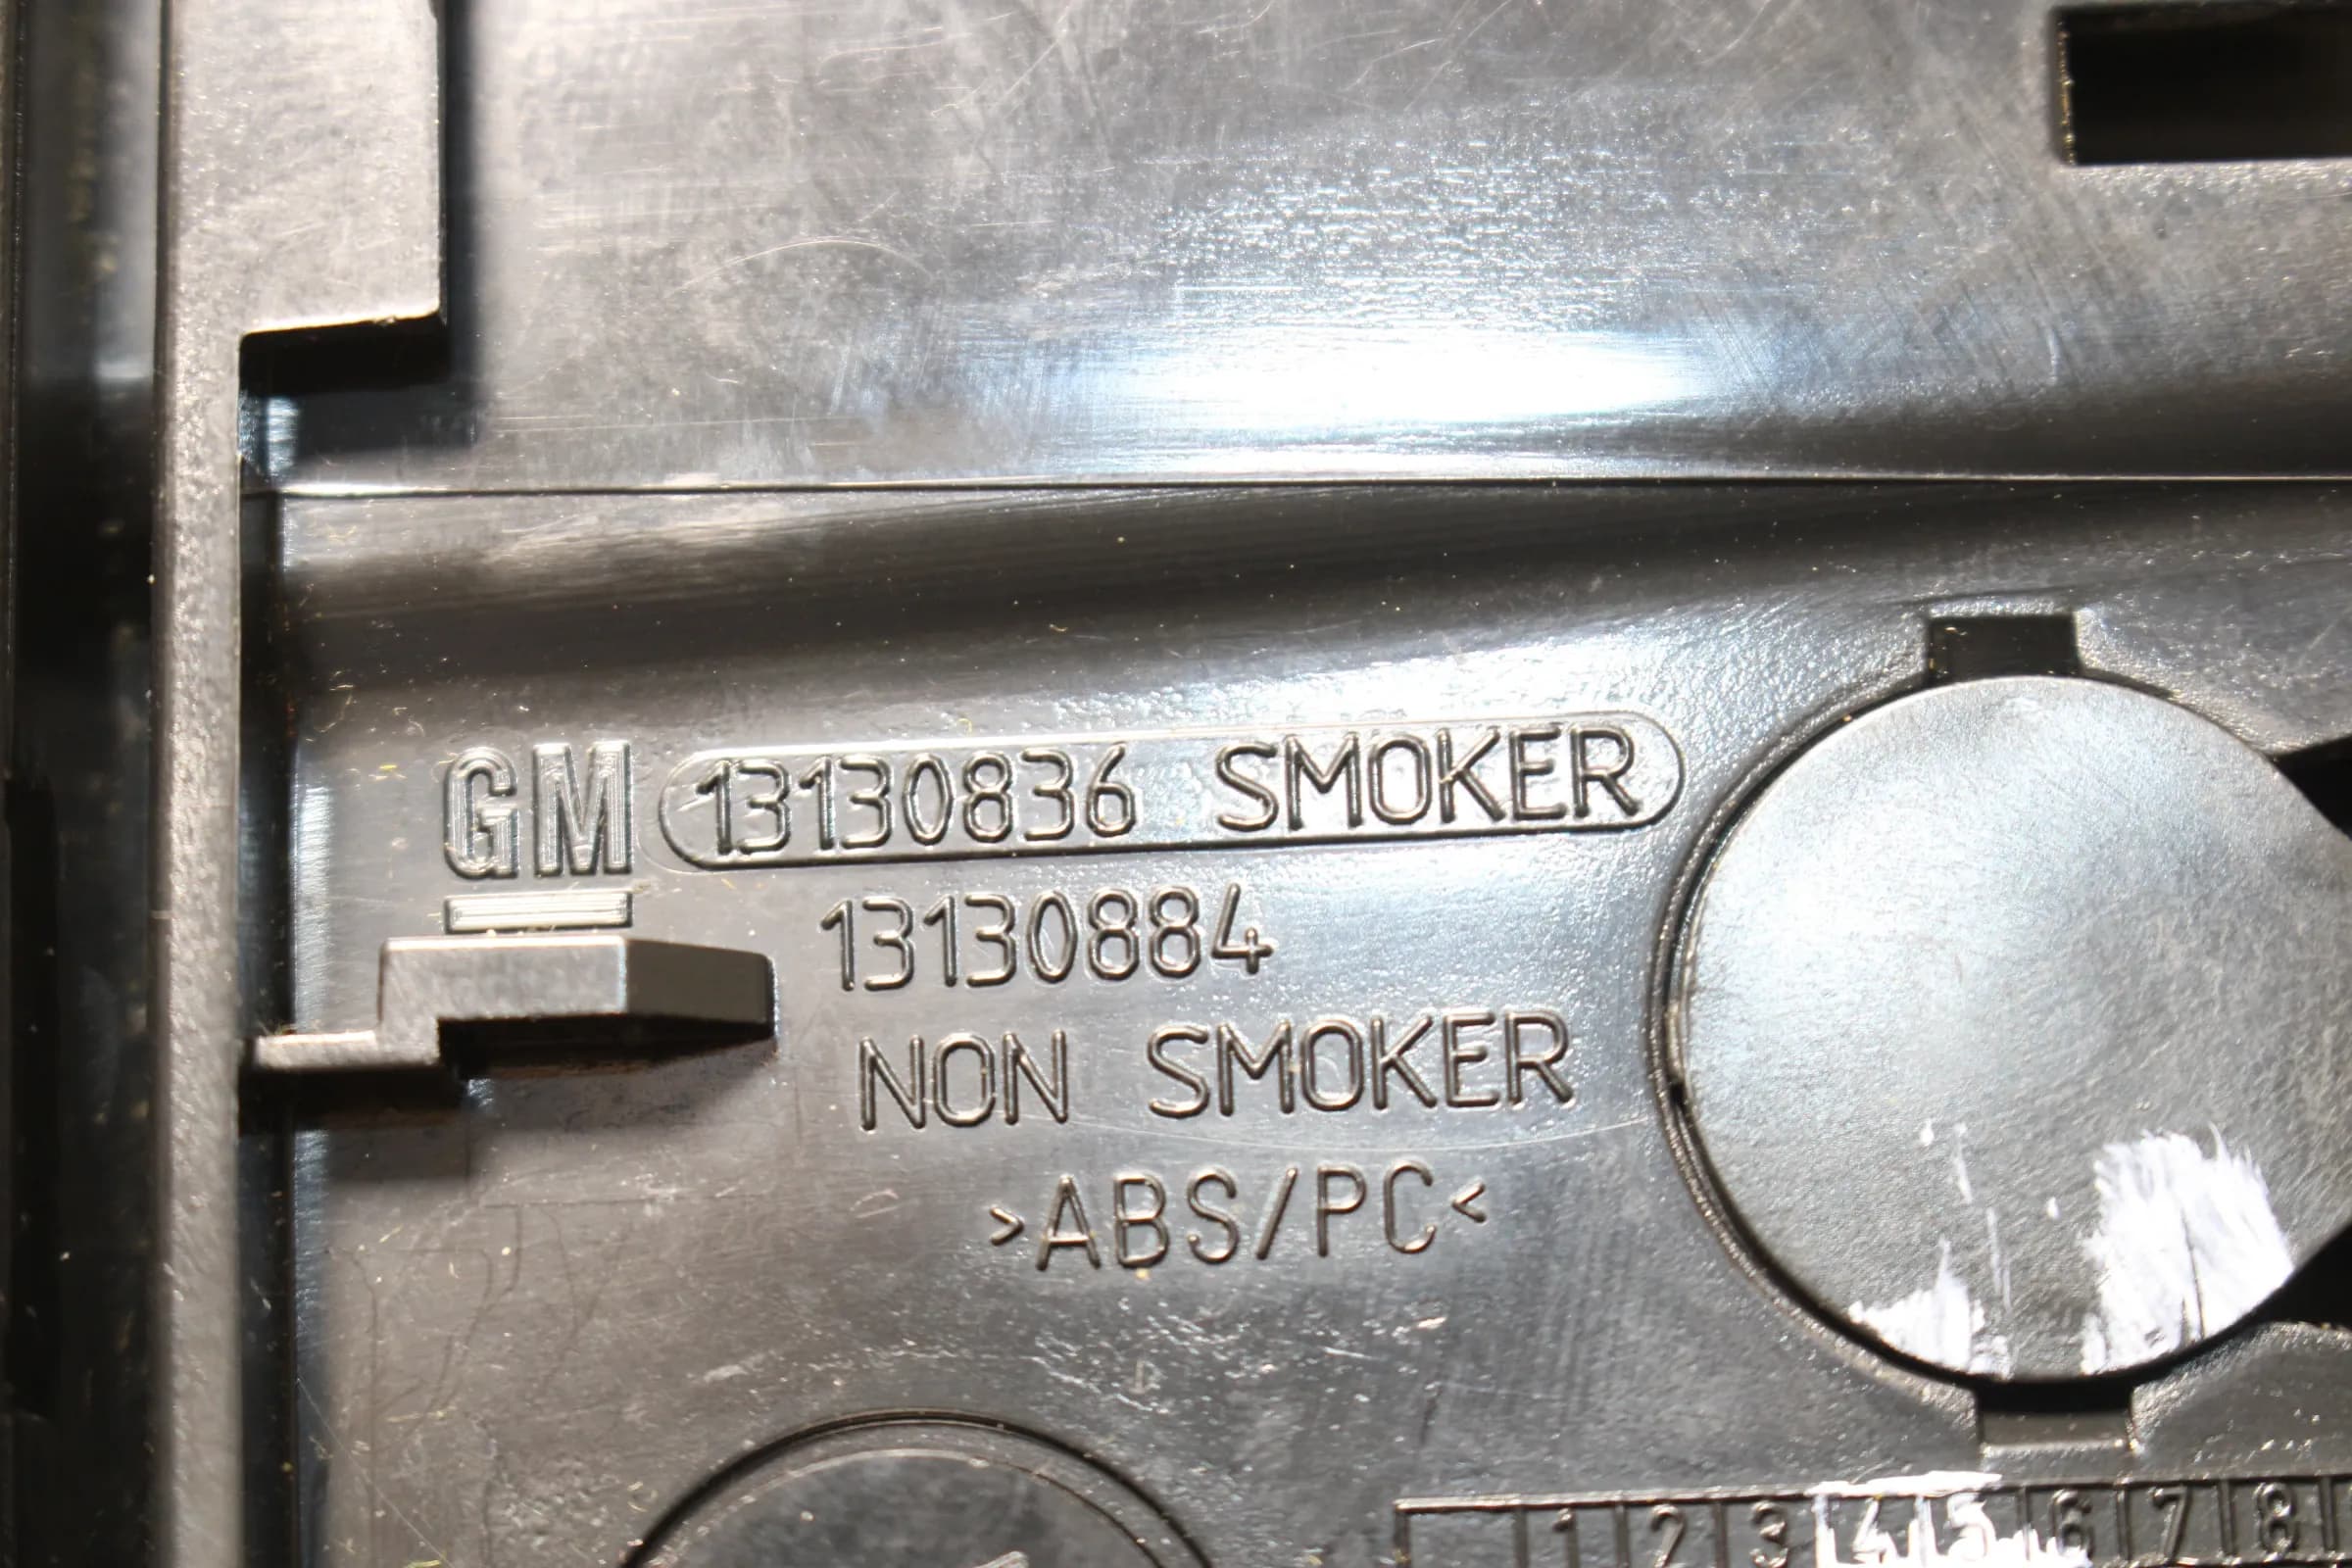 GM 13130836 SMOKER
13130884
NON SMOKER
>ABS/PC<
1 2 3 4 5 6 7 8